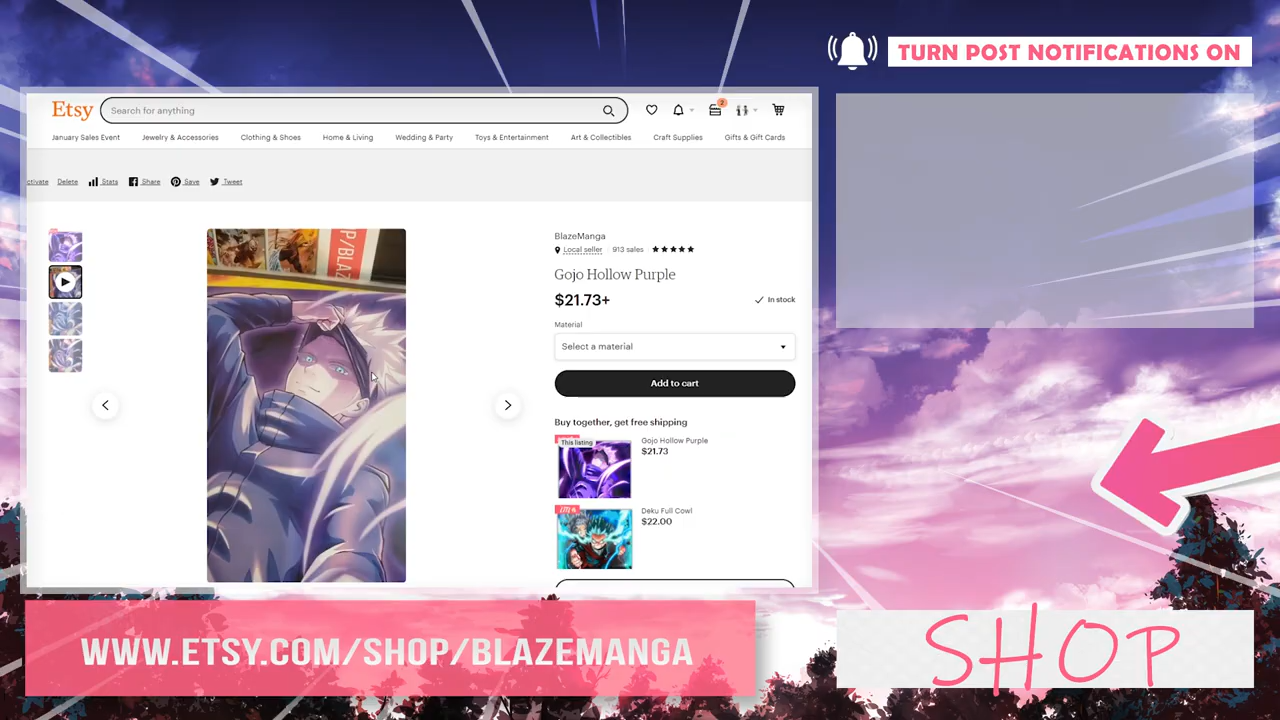 TURN POST NOTIFICATIONS ON
Etsy
Search for anything
2
January Sales Event
Jewelry & Accessories
Clothing & Shoes
Home & Living
Wedding & Party
Toys & Entertainment
Art & Collectibles
Craft Supplies
Gifts & Gift Cards
ctivate
Delete
Stats
Share
Save
Tweet
P/BLAZ
BlazeManga
Local seller
913 sales
Gojo Hollow Purple
$21.73+
In stock
Material
Select a material
Add to cart
Buy together, get free shipping
This listing
Gojo Hollow Purple
$21.73
Deku Full Cowl
$22.00
WWW.ETSY.COM/SHOP/BLAZEMANGA
SHOP